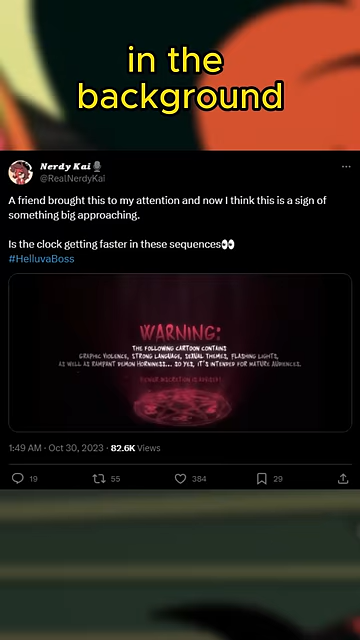 in the
background
Nerdy Kai🎙️
@RealNerdyKai
A friend brought this to my attention and now I think this is a sign of
something big approaching.
Is the clock getting faster in these sequences👀
#HelluvaBoss
WARNING:
THE FOLLOWING CARTOON CONTAINS
GRAPHIC VIOLENCE, STRONG LANGUAGE, SEXUAL THEMES, FLASHING LIGHTS,
AS WELL AS RAMPANT DEMON HORNINESS... SO YES, IT'S INTENDED FOR MATURE AUDIENCES.
VIEWER DISCRETION IS ADVISED!
1:49 AM · Oct 30, 2023 · 82.6K Views
19 55 384 29